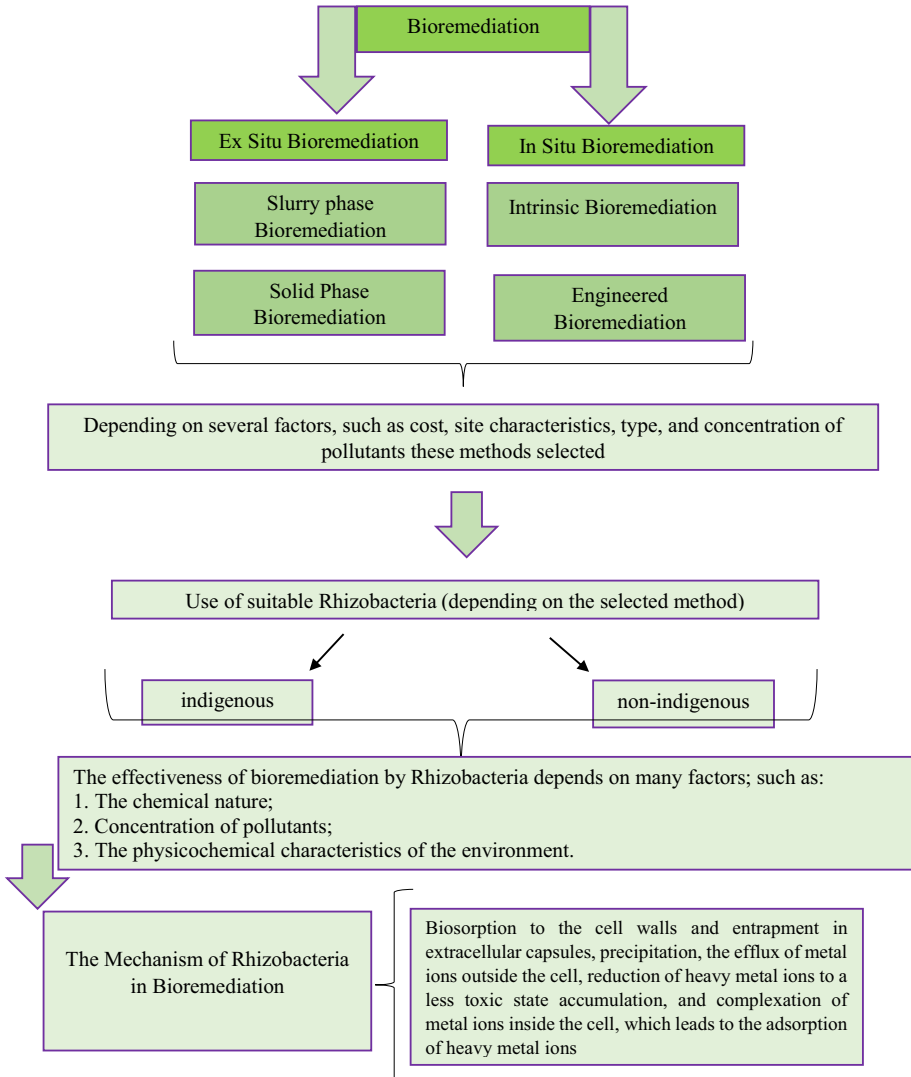 Bioremediation
Ex Situ Bioremediation
In Situ Bioremediation
Slurry phase
Bioremediation
Intrinsic Bioremediation
Solid Phase
Bioremediation
Engineered
Bioremediation
Depending on several factors, such as cost, site characteristics, type, and concentration of
pollutants these methods selected
Use of suitable Rhizobacteria (depending on the selected method)
indigenous
non-indigenous
The effectiveness of bioremediation by Rhizobacteria depends on many factors; such as:
1. The chemical nature;
2. Concentration of pollutants;
3. The physicochemical characteristics of the environment.
The Mechanism of Rhizobacteria
in Bioremediation
Biosorption to the cell walls and entrapment in
extracellular capsules, precipitation, the efflux of metal
ions outside the cell, reduction of heavy metal ions to a
less toxic state accumulation, and complexation of
metal ions inside the cell, which leads to the adsorption
of heavy metal ions